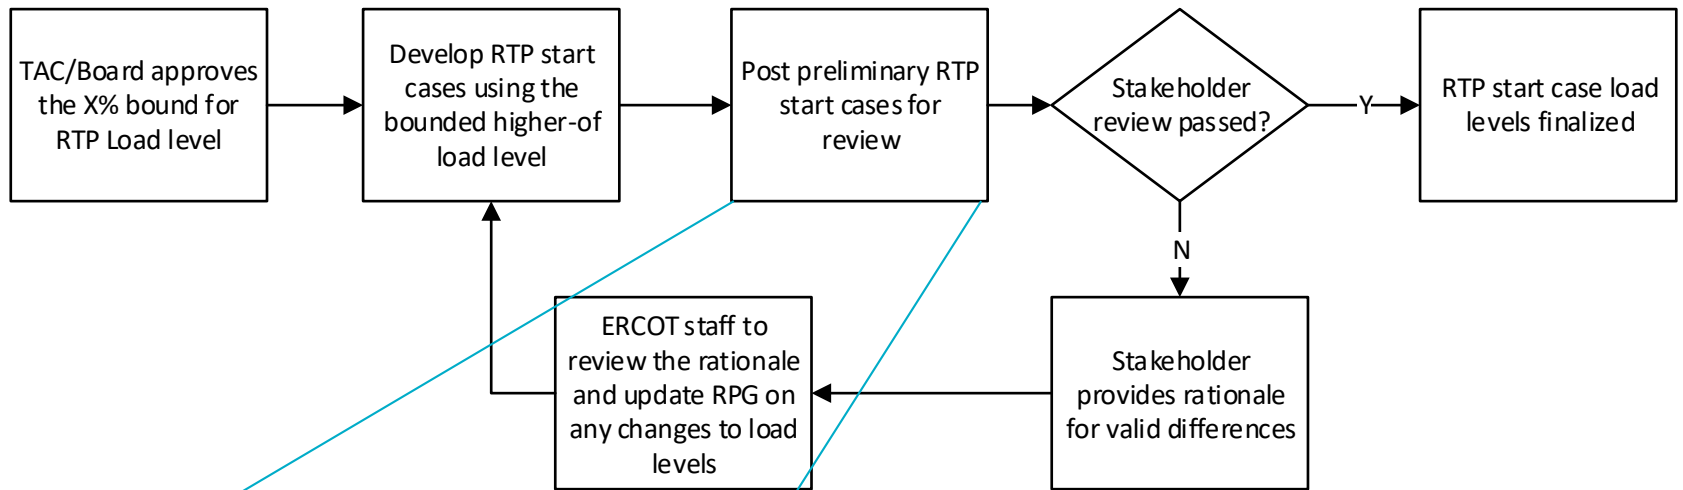 TAC/Board approves
the X% bound for
RTP Load level
Develop RTP start
cases using the
bounded higher-of
load level
Post preliminary RTP
start cases for
review
Stakeholder
review passed?
Y
RTP start case load
levels finalized
N
Stakeholder
provides rationale
for valid differences
ERCOT staff to
review the rationale
and update RPG on
any changes to load
levels